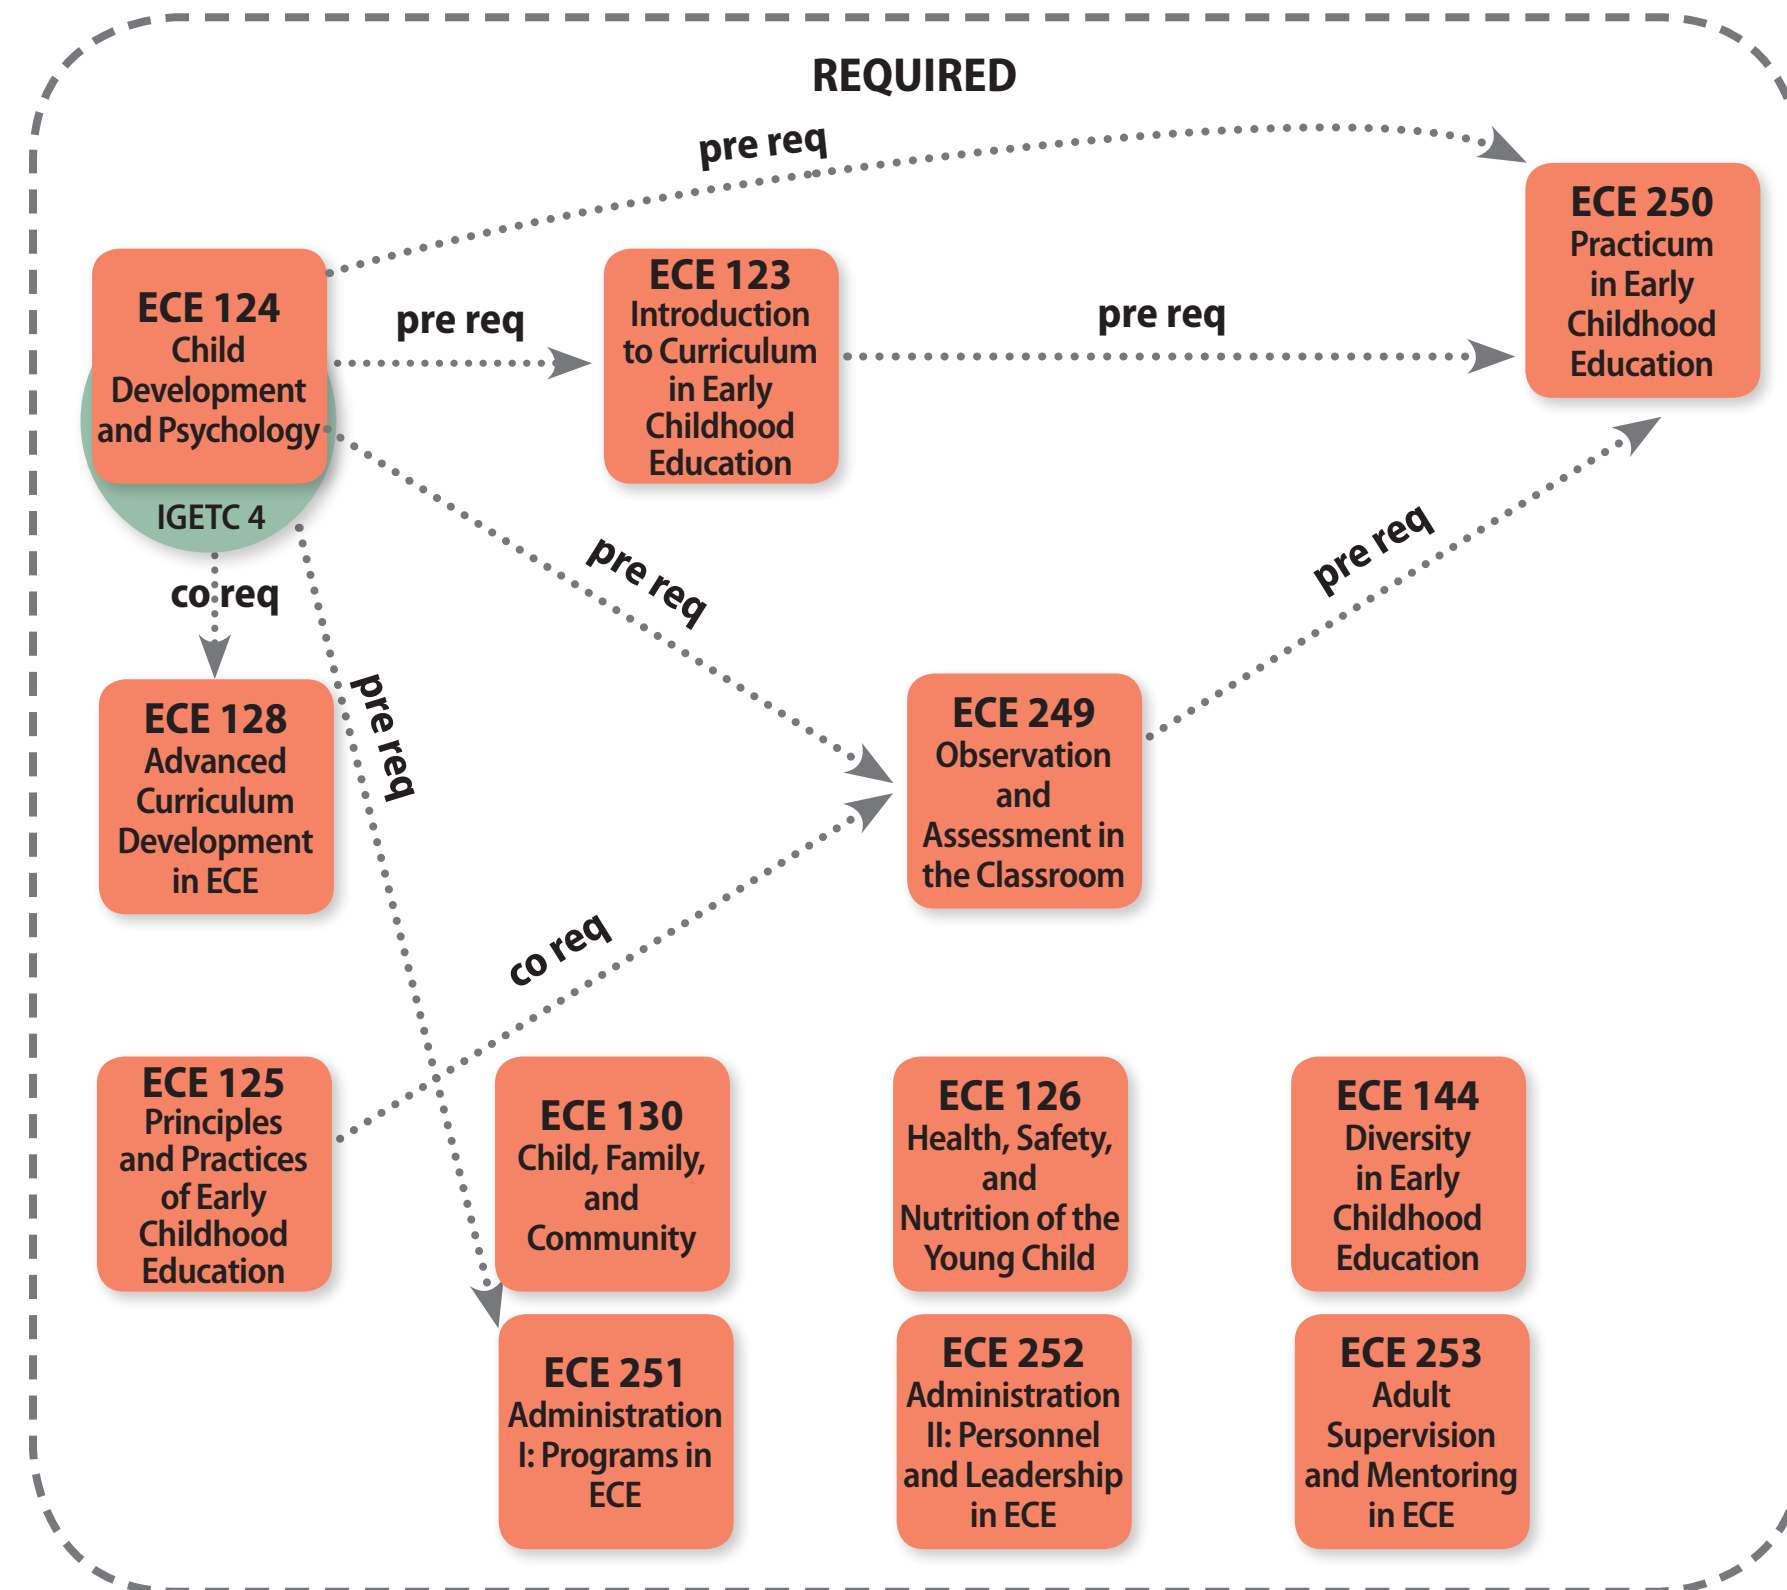 REQUIRED
pre req
ECE 250
Practicum
in Early
Childhood
Education
ECE 124
Child
Development
and Psychology
IGETC 4
pre req
ECE 123
Introduction
to Curriculum
in Early
Childhood
Education
pre req
co req
pre req
pre req
pre req
ECE 128
Advanced
Curriculum
Development
in ECE
ECE 249
Observation
and
Assessment in
the Classroom
co req
ECE 125
Principles
and Practices
of Early
Childhood
Education
ECE 130
Child, Family,
and
Community
ECE 126
Health, Safety,
and
Nutrition of the
Young Child
ECE 144
Diversity
in Early
Childhood
Education
ECE 251
Administration
I: Programs in
ECE
ECE 252
Administration
II: Personnel
and Leadership
in ECE
ECE 253
Adult
Supervision
and Mentoring
in ECE